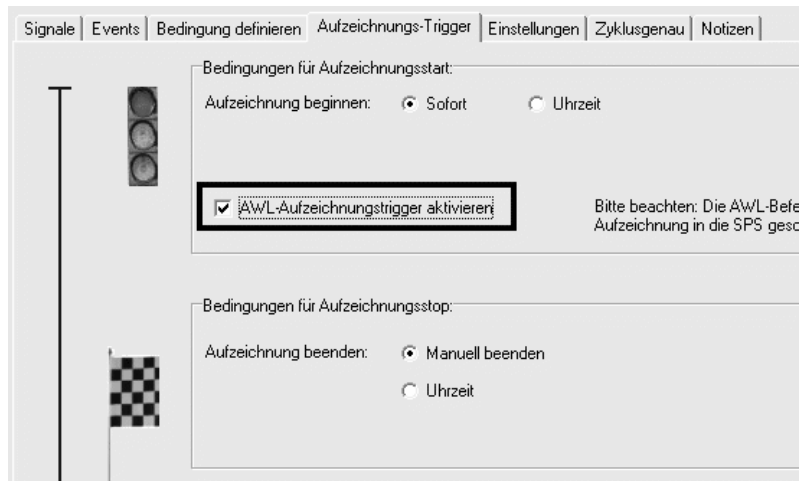 Signale Events Bedingung definieren Aufzeichnungs-Trigger Einstellungen Zyklusgenau Notizen
Bedingungen für Aufzeichnungsstart:
Aufzeichnung beginnen: Sofort Uhrzeit
AWL-Aufzeichnungstrigger aktivieren
Bitte beachten: Die AWL-Befe
Aufzeichnung in die SPS gesc
Bedingungen für Aufzeichnungsstop:
Aufzeichnung beenden: Manuell beenden
Uhrzeit